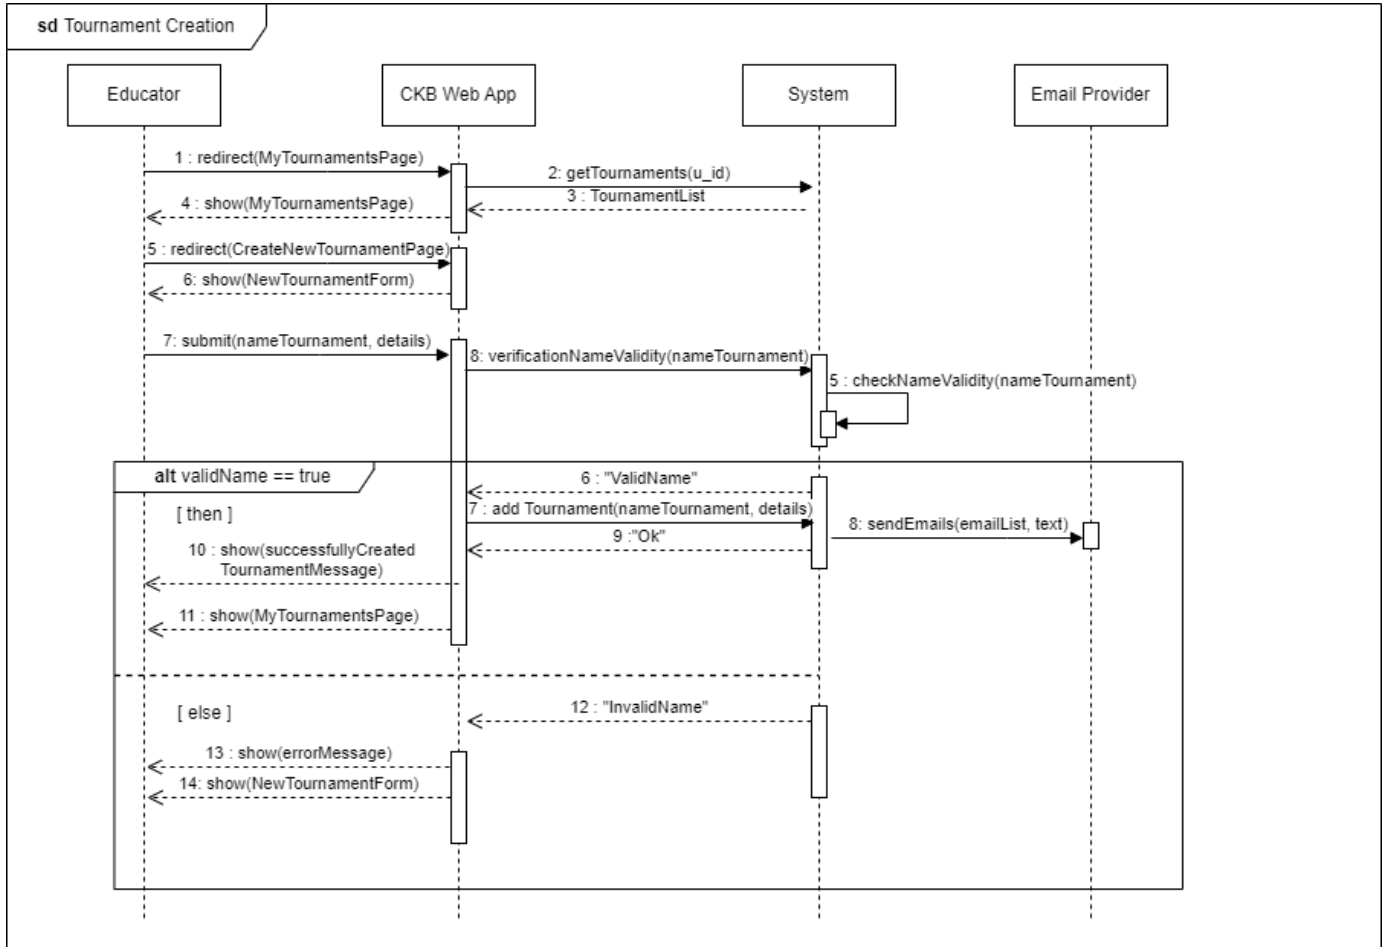 sd Tournament Creation
Educator
CKB Web App
System
Email Provider
1 : redirect(MyTournamentsPage)
2: getTournaments(u_id)
3 : TournamentList
4 : show(MyTournamentsPage)
5 : redirect(CreateNewTournamentPage)
6: show(NewTournamentForm)
7: submit(nameTournament, details)
8: verificationNameValidity(nameTournament)
5 : checkNameValidity(nameTournament)
alt validName == true
6 : "ValidName"
[ then ]
7 : add Tournament(nameTournament, details)
8: sendEmails(emailList, text)
9 :"Ok"
10 : show(successfullyCreated
TournamentMessage)
11 : show(MyTournamentsPage)
[ else ]
12 : "InvalidName"
13 : show(errorMessage)
14: show(NewTournamentForm)